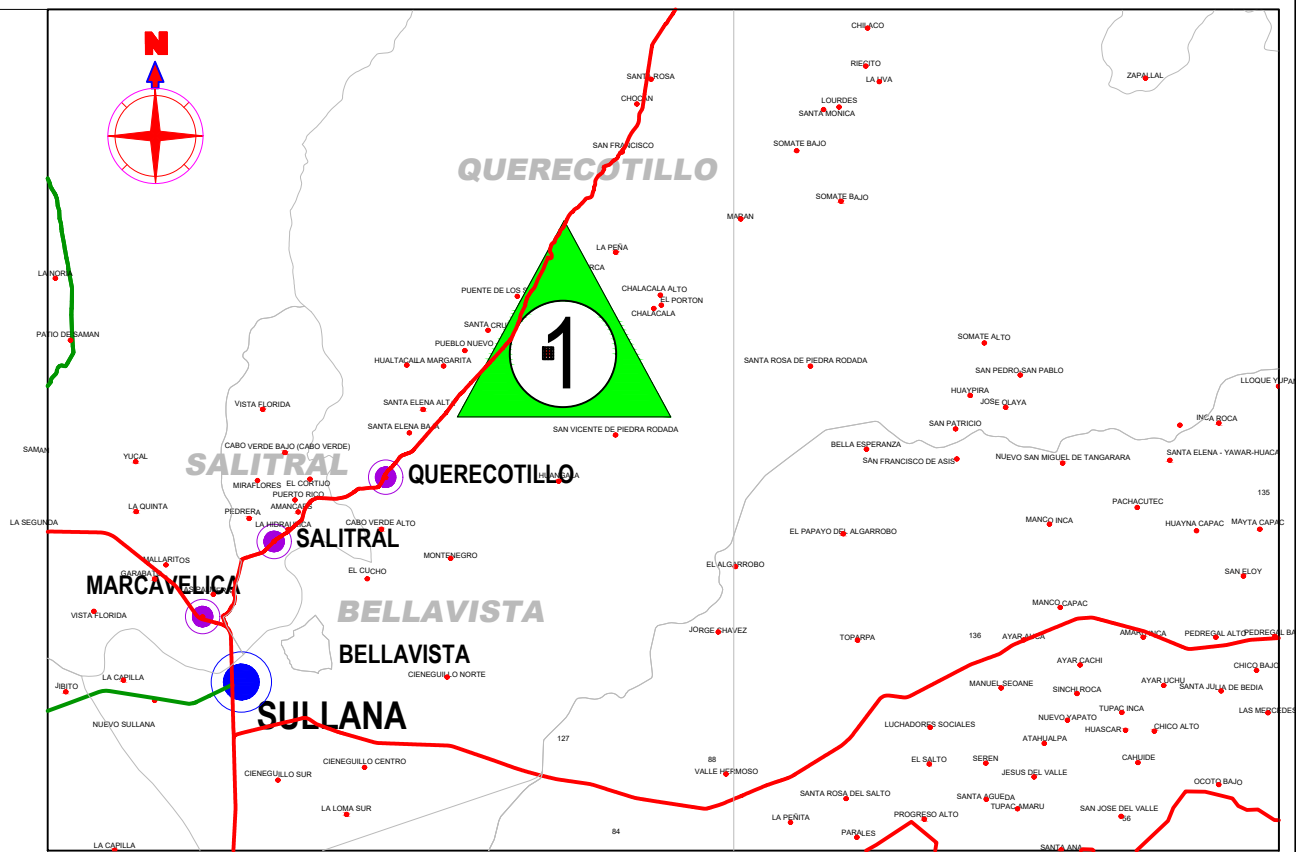 N
CHILACO
RIECITO
LA UVA
ZAPALLAL
SANTA ROSA
CHOCAN
LOURDES
SANTA MONICA
SAN FRANCISCO
SOMATE BAJO
QUERECOTILLO
SOMATE BAJO
MARAN
LA PEÑA
RCA
LA NORIA
PUENTE DE LOS S
CHALACALA ALTO
EL PORTON
CHALACALA
SANTA CRU
PATIO DE SAMAN
PUEBLO NUEVO
SOMATE ALTO
1
HUALTACAILA MARGARITA
SANTA ROSA DE PIEDRA RODADA
SAN PEDRO-SAN PABLO
HUAYPIRA
JOSE OLAYA
VISTA FLORIDA
SANTA ELENA ALT
SANTA ELENA BAJA
SAN VICENTE DE PIEDRA RODADA
SAN PATRICIO
INCA ROCA
SAMAN
YUCAL
CABO VERDE BAJO (CABO VERDE)
BELLA ESPERANZA
SAN FRANCISCO DE ASIS
NUEVO SAN MIGUEL DE TANGARARA
SANTA ELENA - YAWAR-HUACA
SALITRAL
QUERECOTILLO
MIRAFLORES
EL CORTIJO
PUERTO RICO
135
LA QUINTA
AMANCAES
PEDRERA
LA HIDRAULICA
CABO VERDE ALTO
LA SEGUNDA
PACHACUTEC
MANCO INCA
HUAYNA CAPAC
MAYTA CAPAC
EL PAPAYO DEL ALGARROBO
SALITRAL
MALLARITOS
MONTENEGRO
EL CUCHO
EL ALGARROBO
SAN ELOY
MARCAVELICA
VISTA FLORIDA
BELLAVISTA
MANCO CAPAC
JORGE CHAVEZ
TOPARPA
136
AYAR AUCA
PEDREGAL ALTO
BELLAVISTA
CIENEGUILLO NORTE
AYAR CACHI
CHICO BAJO
JIBITO
LA CAPILLA
MANUEL SEOANE
SINCHI ROCA
AYAR UCHU
SANTA JULIA DE BEDIA
NUEVO SULLANA
SULLANA
LUCHADORES SOCIALES
NUEVO YAPATO
TUPAC INCA
LAS MERCEDES
HUASCAR
CHICO ALTO
ATAHUALPA
127
88
VALLE HERMOSO
CIENEGUILLO SUR
CIENEGUILLO CENTRO
EL SALTO
SEREN
JESUS DEL VALLE
CAHUIDE
OCOTO BAJO
LA LOMA SUR
SANTA ROSA DEL SALTO
SANTA AGUEDA
TUPAC AMARU
SAN JOSE DEL VALLE
56
LA PEÑITA
PROGRESO ALTO
84
PARALES
LA CAPILLA
SANTA ANA